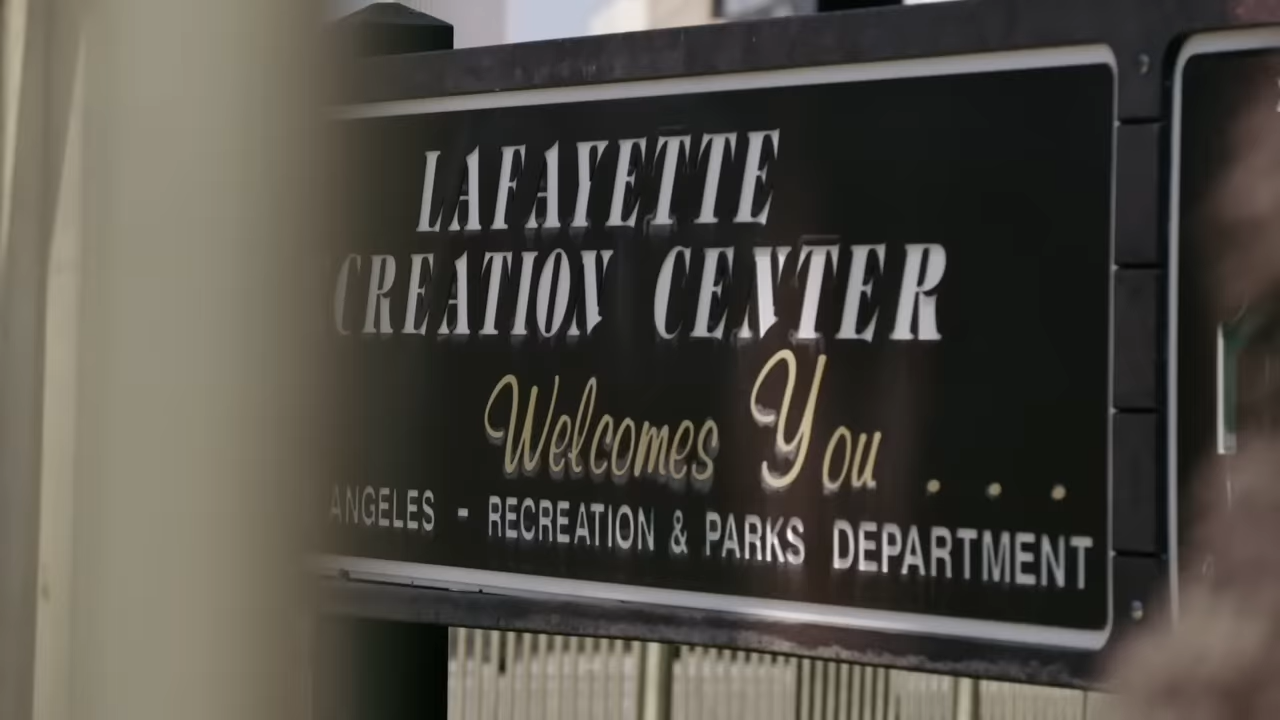 LAFAYETTE
CREATION CENTER
Welcomes You . . .
ANGELES - RECREATION & PARKS DEPARTMENT